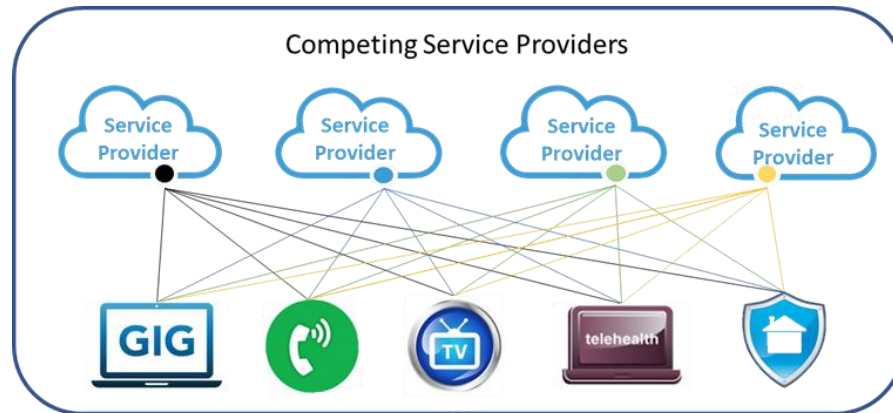 Competing Service Providers
Service
Provider
Service
Provider
Service
Provider
Service
Provider
GIG
TV
telehealth